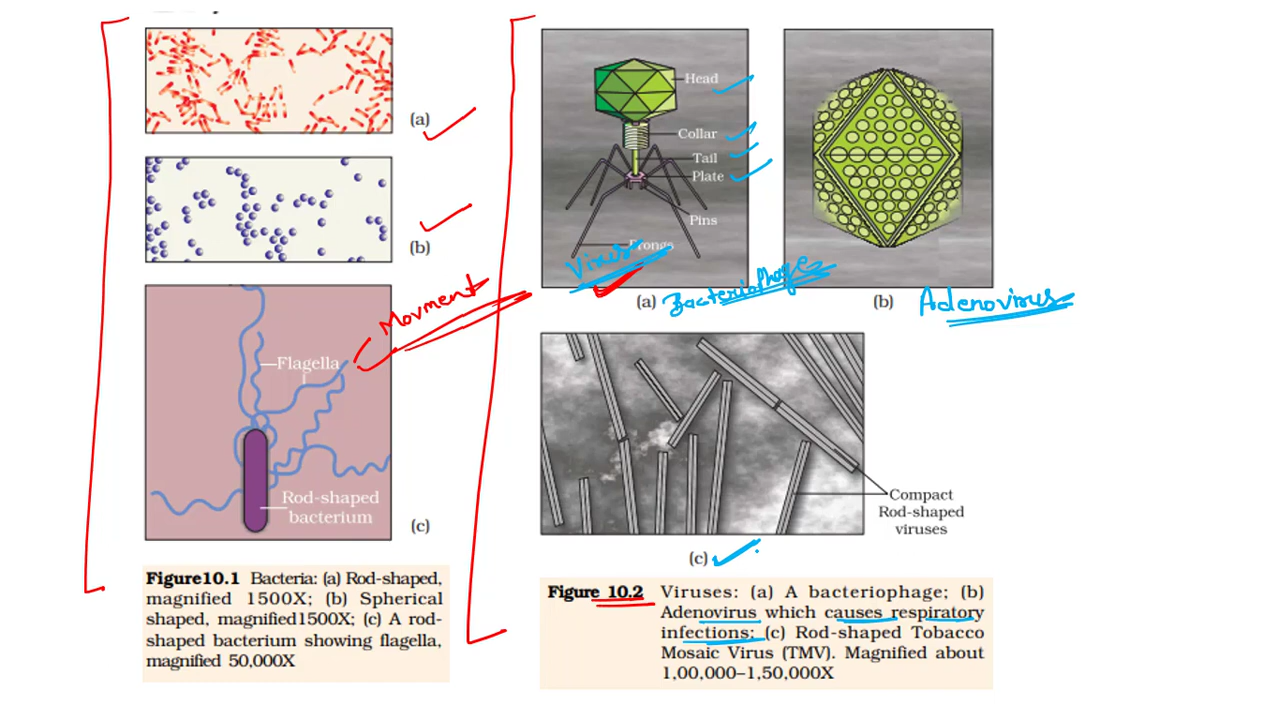 (a)
(b)
Movment
Flagella
Rod-shaped
bacterium
(c)
Figure10.1 Bacteria: (a) Rod-shaped,
magnified 1500X; (b) Spherical
shaped, magnified1500X; (c) A rod-
shaped bacterium showing flagella,
magnified 50,000X
Head
Collar
Tail
Plate
Pins
Prongs
Virus
(a)
Bacteriophage
(b)
Adenovirus
Compact
Rod-shaped
viruses
(c)
Figure 10.2 Viruses: (a) A bacteriophage; (b)
Adenovirus which causes respiratory
infections; (c) Rod-shaped Tobacco
Mosaic Virus (TMV). Magnified about
1,00,000–1,50,000X